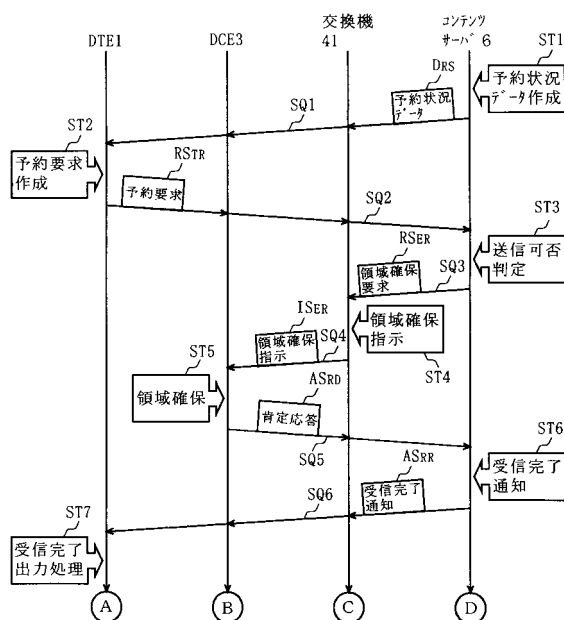 交換機
コンテンツ
DTE1
DCE3
41
サーバ6
ST1
DRS
予約状況
データ作成
予約状況
データ
SQ1
ST2
予約要求
作成
RSTR
予約要求
SQ2
ST3
送信可否
判定
RSER
領域確保
要求
SQ3
ISER
領域確保
指示
SQ4
領域確保
指示
ST4
ST5
領域確保
ASRD
肯定応答
SQ5
ST6
受信完了
通知
ASRR
受信完了
通知
SQ6
ST7
受信完了
出力処理
A
B
C
D